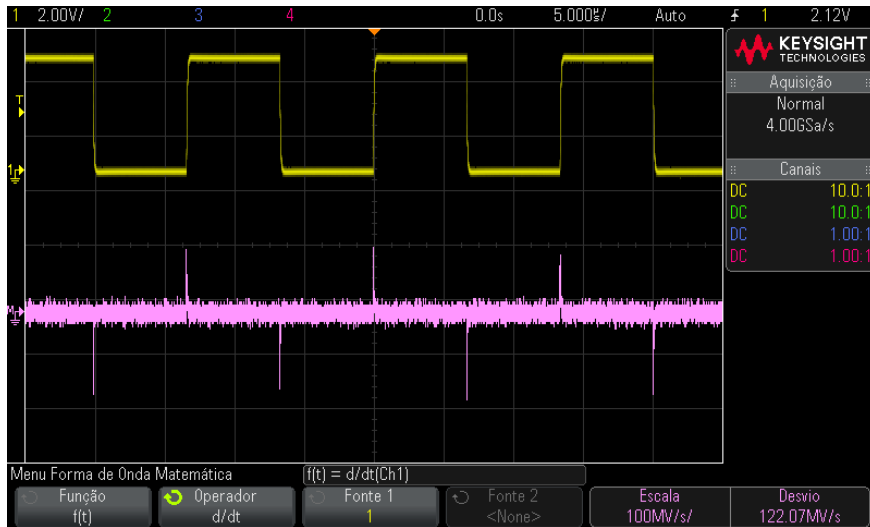 1 2.00V/ 2 3 4 0.0s 5.000µs/ Auto 1 2.12V
KEYSIGHT
TECHNOLOGIES
Aquisição
Normal
4.00GSa/s
Canais
DC 10.0:1
DC 10.0:1
DC 1.00:1
DC 1.00:1
T
1
M
Menu Forma de Onda Matemática f(t) = d/dt(Ch1)
Função Operador Fonte 1 Fonte 2 Escala Desvio
f(t) d/dt 1 <None> 100MV/s/ 122.07MV/s